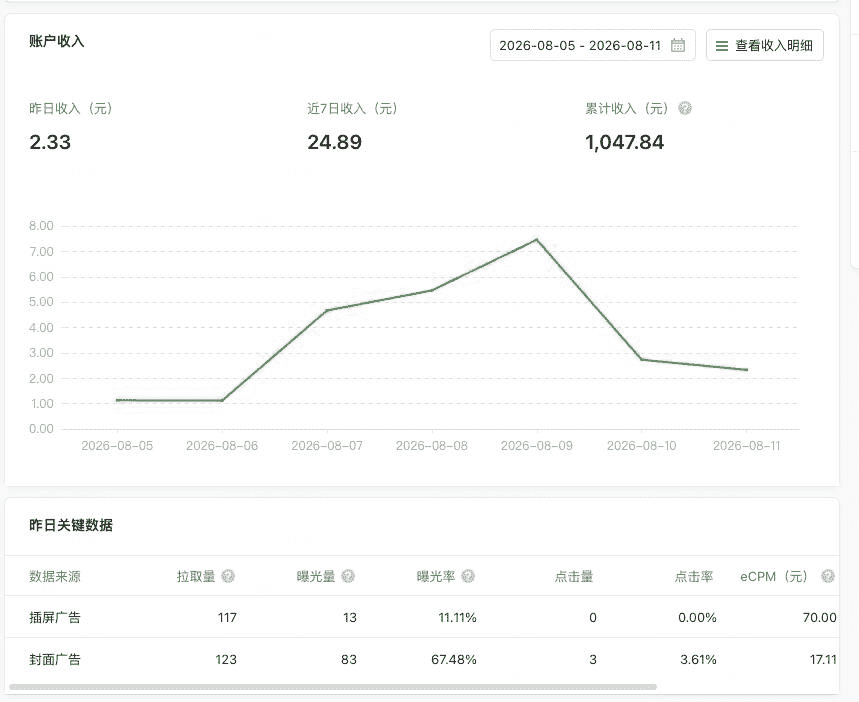 账户收入
2026-08-05 - 2026-08-11
查看收入明细
昨日收入（元） 近7日收入（元） 累计收入（元） ?
2.33 24.89 1,047.84
8.00
7.00
6.00
5.00
4.00
3.00
2.00
1.00
0.00
2026-08-05 2026-08-06 2026-08-07 2026-08-08 2026-08-09 2026-08-10 2026-08-11
昨日关键数据
数据来源 拉取量 ? 曝光量 ? 曝光率 ? 点击量 点击率 eCPM（元） ?
插屏广告 117 13 11.11% 0 0.00% 70.00
封面广告 123 83 67.48% 3 3.61% 17.11